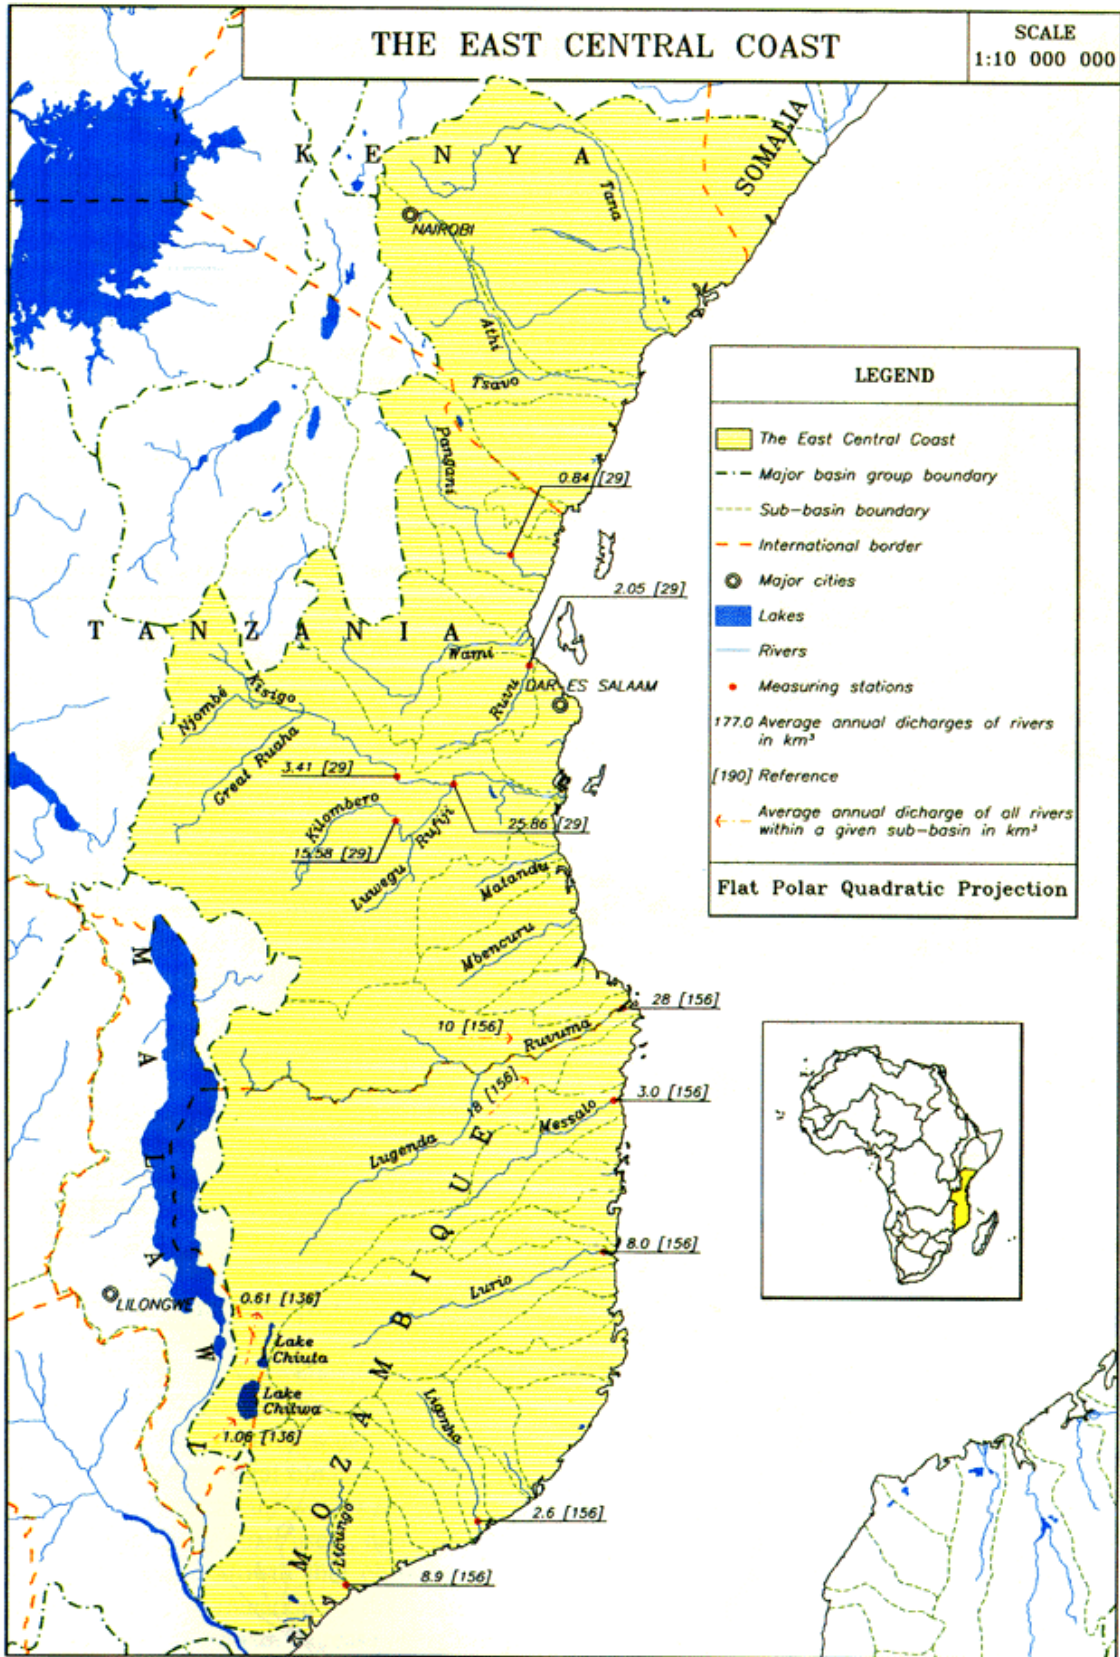 THE EAST CENTRAL COAST
SCALE
1:10 000 000
KENYA
SOMALIA
Tana
NAIROBI
Athi
Tsavo
Pangani
0.84 [29]
2.05 [29]
TANZANIA
Wami
Ruvu
DAR ES SALAAM
Njombe
Kisigo
Great Ruaha
3.41 [29]
Kilombero
Rufiji
25.86 [29]
15.58 [29]
Luwegu
Matandu
Mbencuru
28 [156]
10 [156]
Ruvuma
18 [156]
3.0 [156]
Messalo
Lugenda
MALAWI
MOZAMBIQUE
8.0 [156]
Lurio
LILONGWE
0.61 [136]
Lake
Chiuta
Lake
Chilwa
1.06 [136]
Ligonha
2.6 [156]
8.9 [156]
LEGEND
The East Central Coast
Major basin group boundary
Sub-basin boundary
International border
Major cities
Lakes
Rivers
Measuring stations
177.0 Average annual dicharges of rivers
in km³
[190] Reference
Average annual dicharge of all rivers
within a given sub-basin in km³
Flat Polar Quadratic Projection